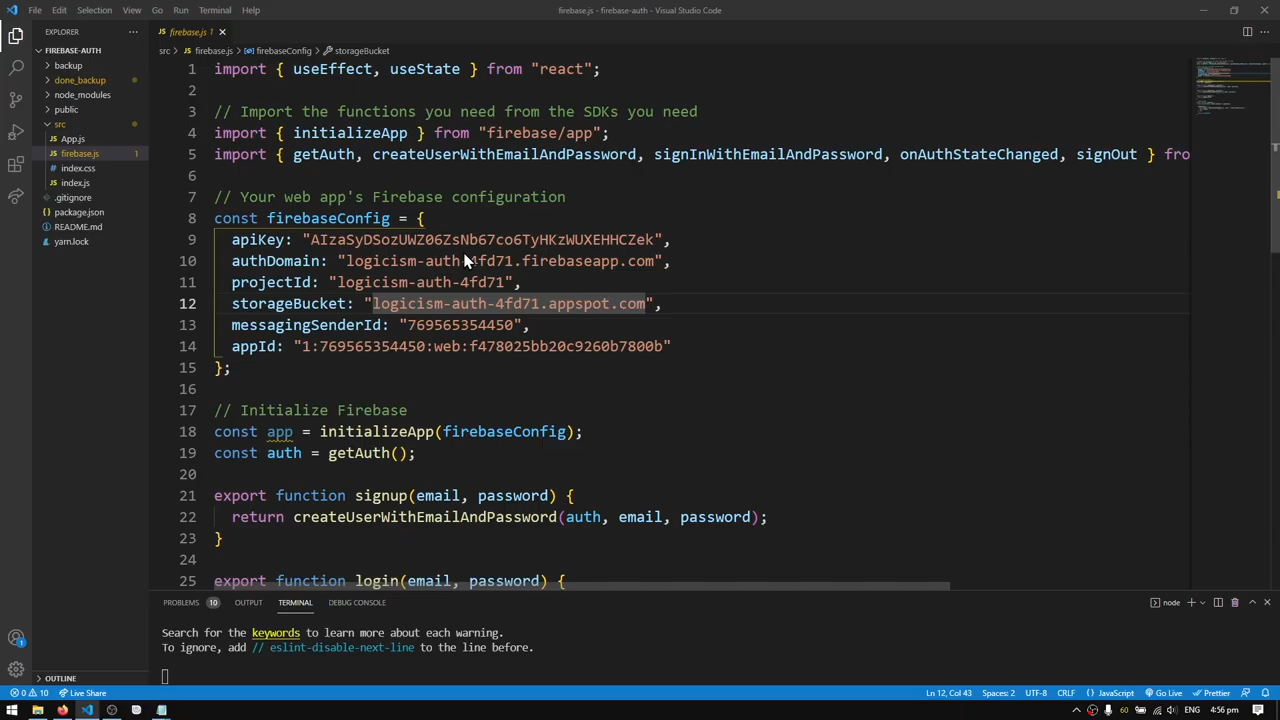 File Edit Selection View Go Run Terminal Help
firebase.js - firebase-auth - Visual Studio Code
EXPLORER
FIREBASE-AUTH
backup
done_backup
node_modules
public
src
JS App.js
JS firebase.js 1
index.css
JS index.js
.gitignore
package.json
README.md
yarn.lock
OUTLINE
JS firebase.js 1
src > JS firebase.js > firebaseConfig > storageBucket
1 import { useEffect, useState } from "react";
2
3 // Import the functions you need from the SDKs you need
4 import { initializeApp } from "firebase/app";
5 import { getAuth, createUserWithEmailAndPassword, signInWithEmailAndPassword, onAuthStateChanged, signOut } fro
6
7 // Your web app's Firebase configuration
8 const firebaseConfig = {
9 apiKey: "AIzaSyDSozUWZ06ZsNb67co6TyHKzWUXEHHCZek",
10 authDomain: "logicism-auth-4fd71.firebaseapp.com",
11 projectId: "logicism-auth-4fd71",
12 storageBucket: "logicism-auth-4fd71.appspot.com",
13 messagingSenderId: "769565354450",
14 appId: "1:769565354450:web:f478025bb20c9260b7800b"
15 };
16
17 // Initialize Firebase
18 const app = initializeApp(firebaseConfig);
19 const auth = getAuth();
20
21 export function signup(email, password) {
22 return createUserWithEmailAndPassword(auth, email, password);
23 }
24
25 export function login(email, password) {
PROBLEMS 10 OUTPUT TERMINAL DEBUG CONSOLE
node
Search for the keywords to learn more about each warning.
To ignore, add // eslint-disable-next-line to the line before.
0 10 Live Share
Ln 12, Col 43 Spaces: 2 UTF-8 CRLF {} JavaScript Go Live Prettier
60 ENG 4:56 pm